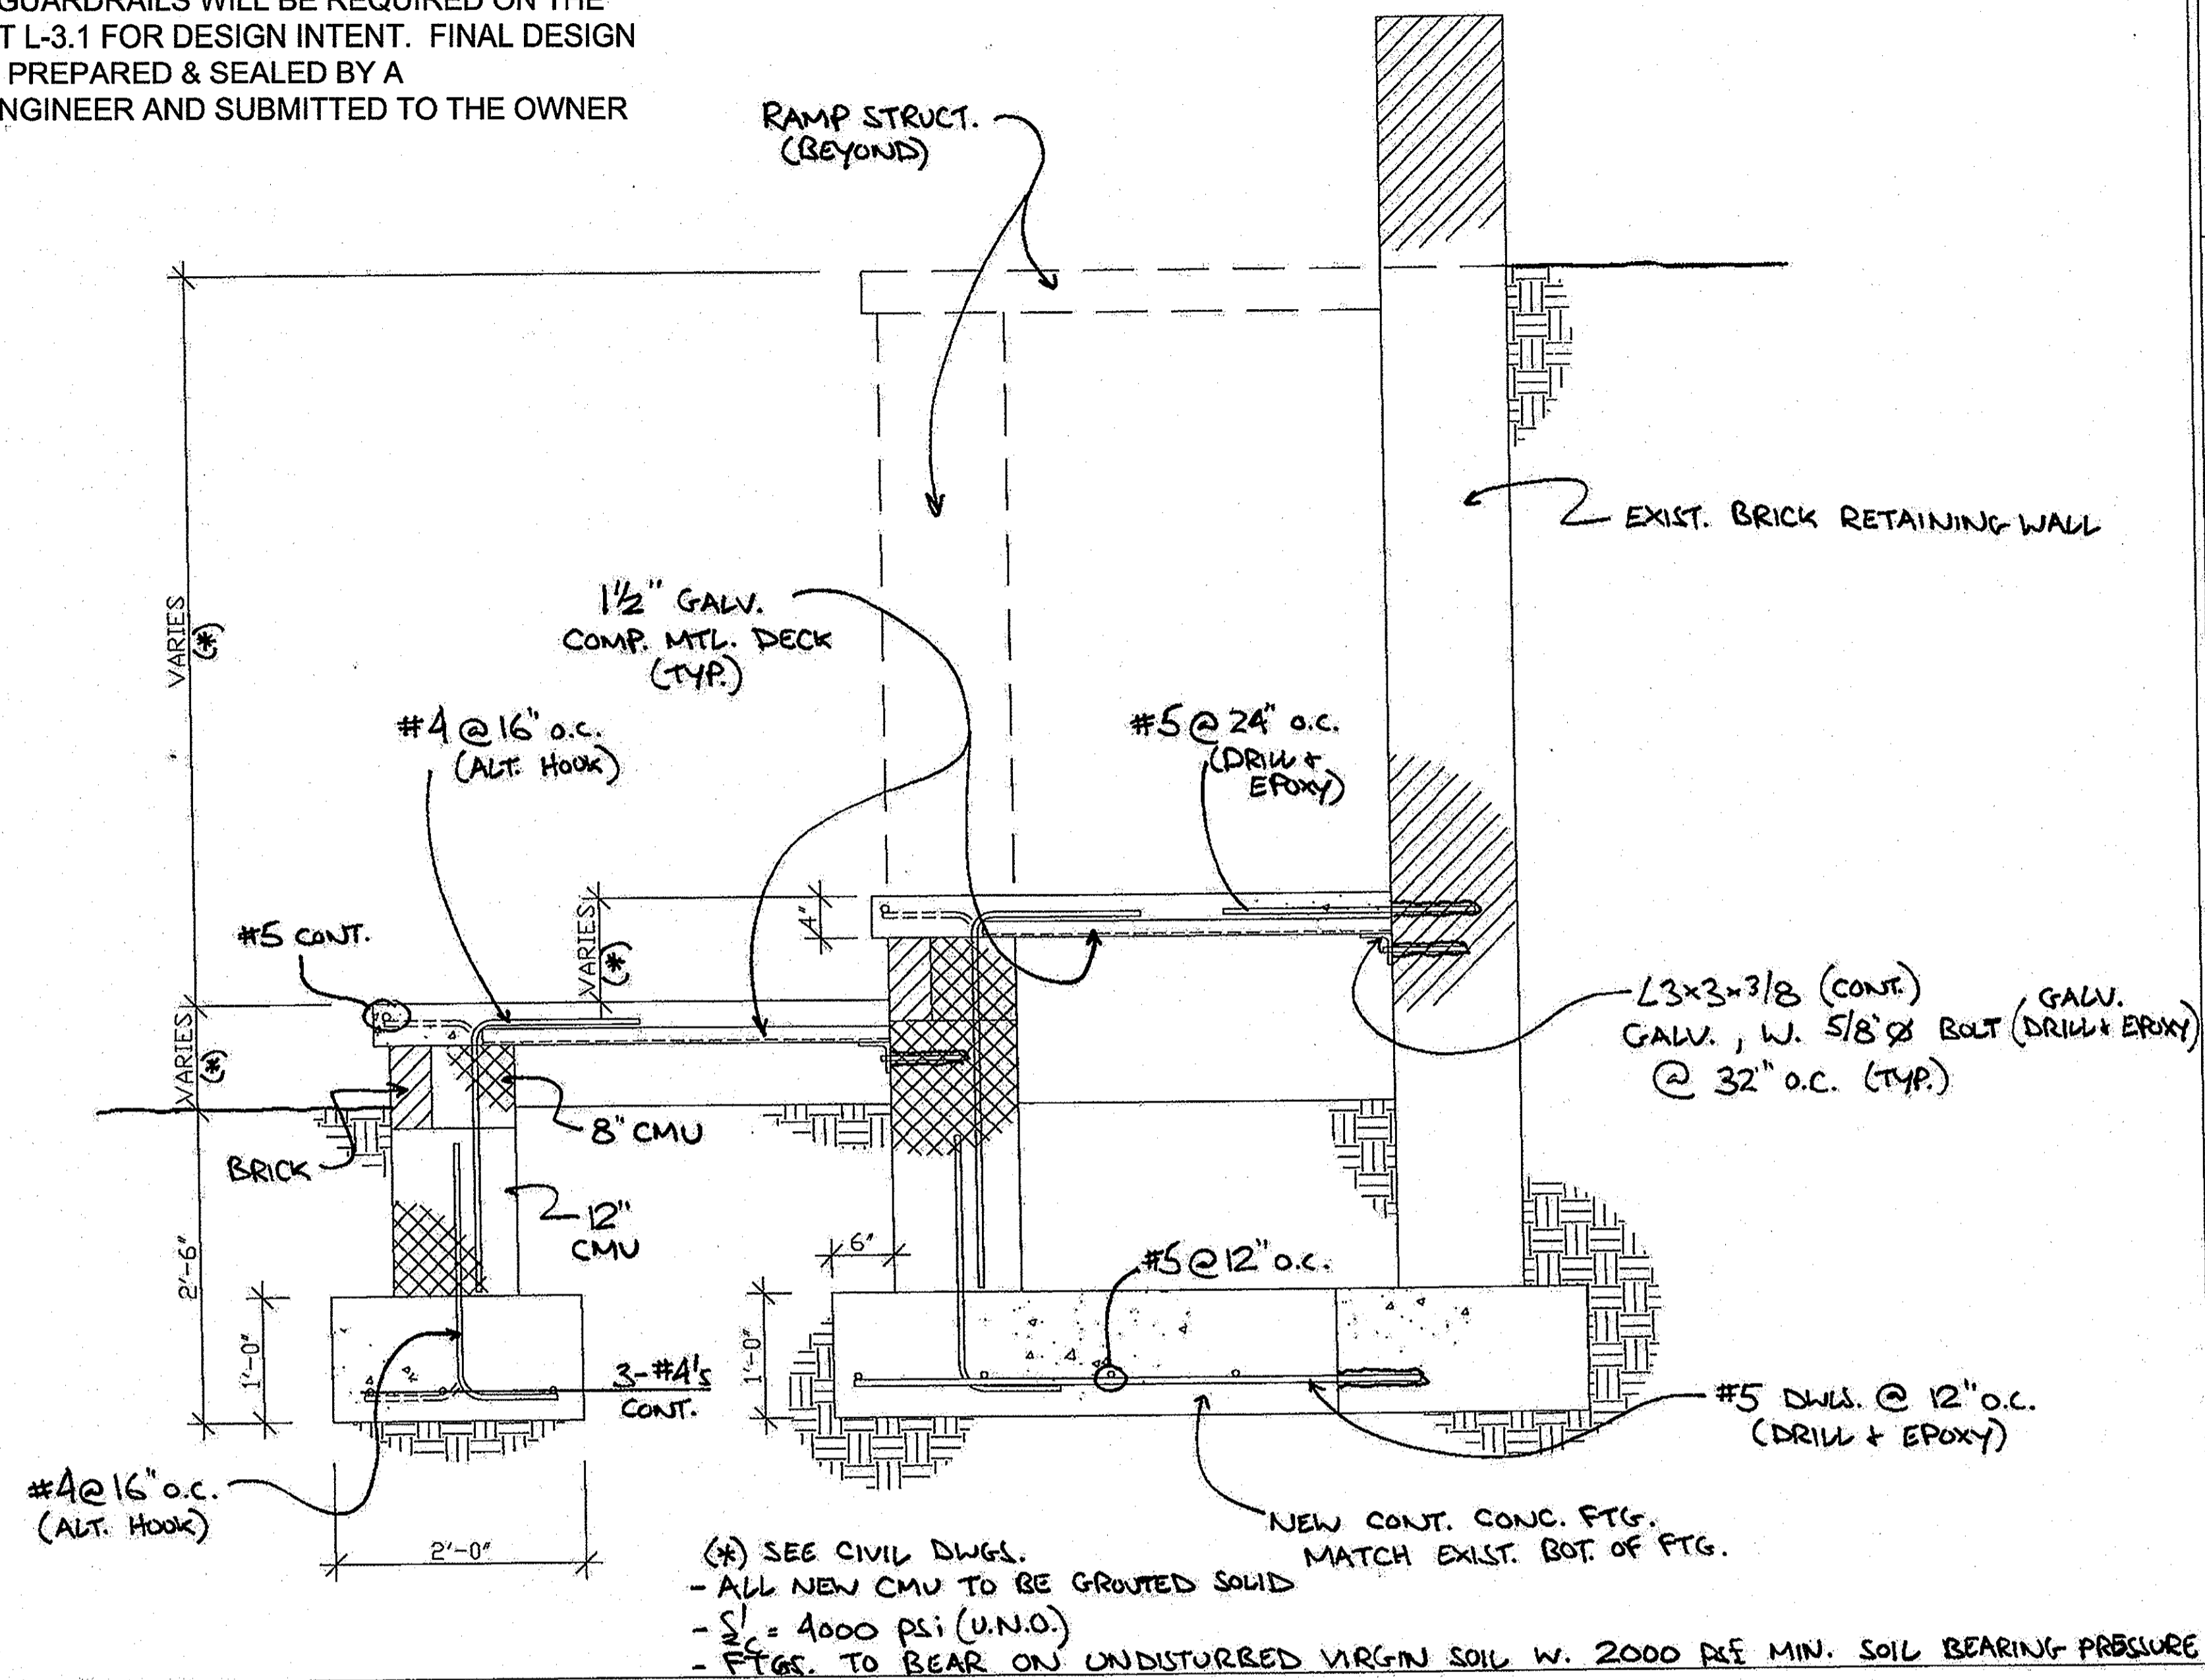 GUARDRAILS WILL BE REQUIRED ON THE
T L-3.1 FOR DESIGN INTENT. FINAL DESIGN
PREPARED & SEALED BY A
NGINEER AND SUBMITTED TO THE OWNER
RAMP STRUCT.
(BEYOND)
EXIST. BRICK RETAINING WALL
1½" GALV.
COMP. MTL. DECK
(TYP.)
VARIES
(*)
#4 @ 16" O.C.
(ALT. HOOK)
#5 @ 24" O.C.
(DRILL &
EPOXY)
#5 CONT.
VARIES
(*)
4"
VARIES
(*)
L3x3x3/8 (CONT.)
GALV., W. 5/8"Ø GALV. BOLT (DRILL & EPOXY)
@ 32" O.C. (TYP.)
8" CMU
BRICK
12"
CMU
2'-6"
6"
#5 @ 12" O.C.
1'-0"
3-#4's
CONT.
1'-0"
#5 DWLS. @ 12" O.C.
(DRILL & EPOXY)
#4 @ 16" O.C.
(ALT. HOOK)
2'-0"
NEW CONT. CONC. FTG.
MATCH EXIST. BOT. OF FTG.
(*) SEE CIVIL DWGS.
- ALL NEW CMU TO BE GROUTED SOLID
- f'c = 4000 psi (U.N.O.)
- FTGS. TO BEAR ON UNDISTURBED VIRGIN SOIL W. 2000 PSF MIN. SOIL BEARING PRESSURE